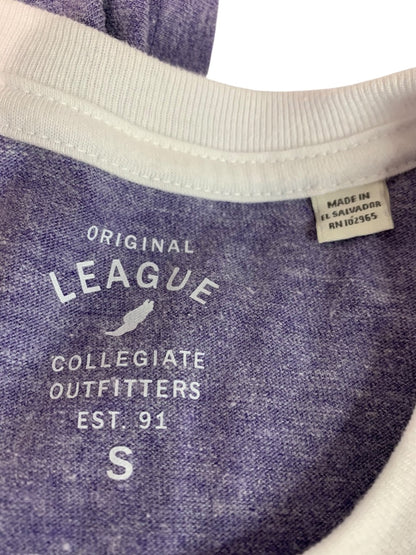 ORIGINAL
LEAGUE
COLLEGIATE
OUTFITTERS
EST. 91
S
MADE IN
EL SALVADOR
RN 102965